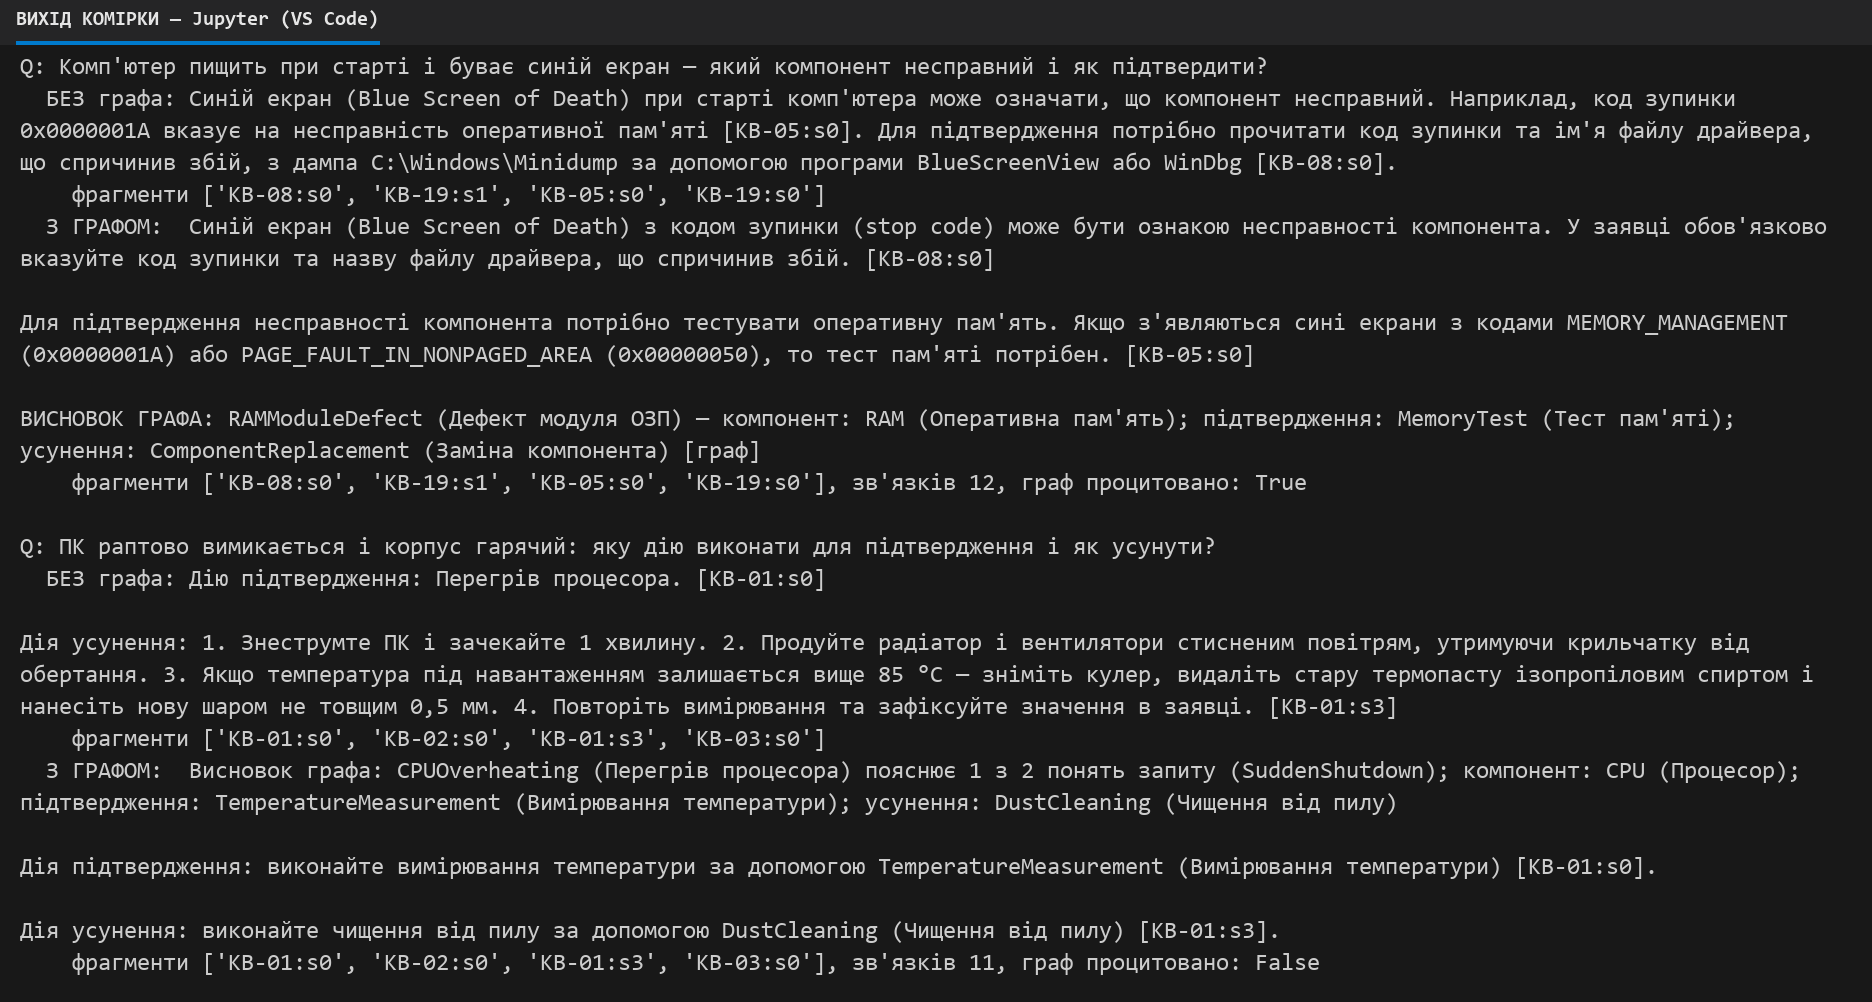 ВИХІД КОМІРКИ — Jupyter (VS Code)
Q: Комп'ютер пищить при старті і буває синій екран — який компонент несправний і як підтвердити?
БЕЗ графа: Синій екран (Blue Screen of Death) при старті комп'ютера може означати, що компонент несправний. Наприклад, код зупинки
0x0000001A вказує на несправність оперативної пам'яті [KB-05:s0]. Для підтвердження потрібно прочитати код зупинки та ім'я файлу драйвера,
що спричинив збій, з дампа C:\Windows\Minidump за допомогою програми BlueScreenView або WinDbg [KB-08:s0].
фрагменти ['KB-08:s0', 'KB-19:s1', 'KB-05:s0', 'KB-19:s0']
З ГРАФОМ:  Синій екран (Blue Screen of Death) з кодом зупинки (stop code) може бути ознакою несправності компонента. У заявці обов'язково
вказуйте код зупинки та назву файлу драйвера, що спричинив збій. [KB-08:s0]
Для підтвердження несправності компонента потрібно тестувати оперативну пам'ять. Якщо з'являються сині екрани з кодами MEMORY_MANAGEMENT
(0x0000001A) або PAGE_FAULT_IN_NONPAGED_AREA (0x00000050), то тест пам'яті потрібен. [KB-05:s0]
ВИСНОВОК ГРАФА: RAMModuleDefect (Дефект модуля ОЗП) — компонент: RAM (Оперативна пам'ять); підтвердження: MemoryTest (Тест пам'яті);
усунення: ComponentReplacement (Заміна компонента) [граф]
фрагменти ['KB-08:s0', 'KB-19:s1', 'KB-05:s0', 'KB-19:s0'], зв'язків 12, граф процитовано: True
Q: ПК раптово вимикається і корпус гарячий: яку дію виконати для підтвердження і як усунути?
БЕЗ графа: Дію підтвердження: Перегрів процесора. [KB-01:s0]
Дія усунення: 1. Знеструмте ПК і зачекайте 1 хвилину. 2. Продуйте радіатор і вентилятори стисненим повітрям, утримуючи крильчатку від
обертання. 3. Якщо температура під навантаженням залишається вище 85 °C — зніміть кулер, видаліть стару термопасту ізопропіловим спиртом і
нанесіть нову шаром не товщим 0,5 мм. 4. Повторіть вимірювання та зафіксуйте значення в заявці. [KB-01:s3]
фрагменти ['KB-01:s0', 'KB-02:s0', 'KB-01:s3', 'KB-03:s0']
З ГРАФОМ:  Висновок графа: CPUOverheating (Перегрів процесора) пояснює 1 з 2 понять запиту (SuddenShutdown); компонент: CPU (Процесор);
підтвердження: TemperatureMeasurement (Вимірювання температури); усунення: DustCleaning (Чищення від пилу)
Дія підтвердження: виконайте вимірювання температури за допомогою TemperatureMeasurement (Вимірювання температури) [KB-01:s0].
Дія усунення: виконайте чищення від пилу за допомогою DustCleaning (Чищення від пилу) [KB-01:s3].
фрагменти ['KB-01:s0', 'KB-02:s0', 'KB-01:s3', 'KB-03:s0'], зв'язків 11, граф процитовано: False